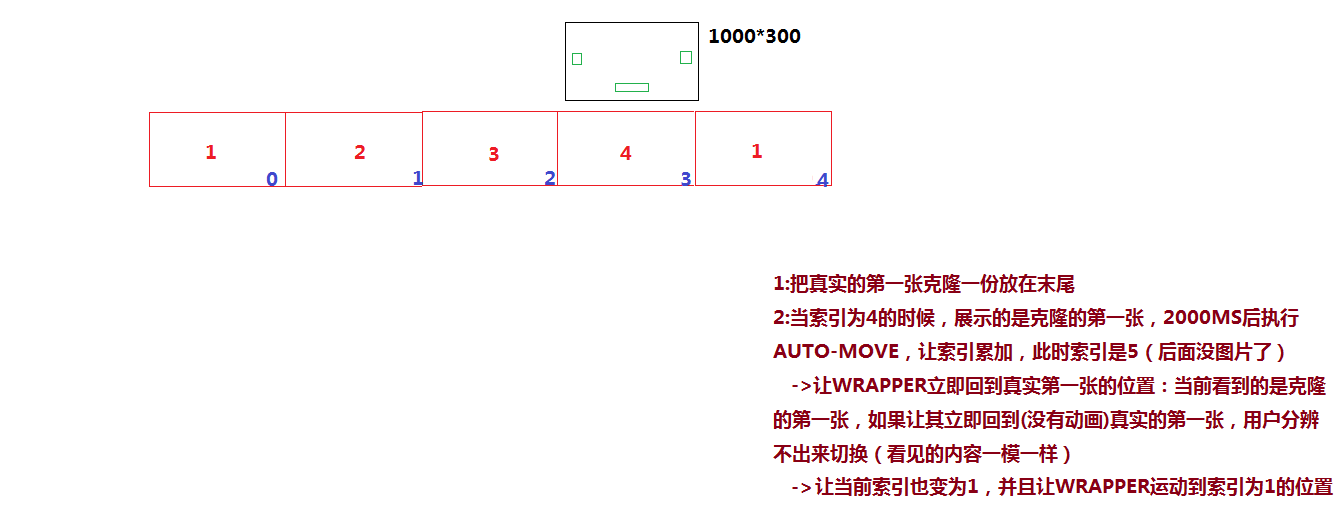 1000*300
1 2 3 4 1
0 1 2 3 4
1:把真实的第一张克隆一份放在末尾
2:当索引为4的时候，展示的是克隆的第一张，2000MS后执行
AUTO-MOVE，让索引累加，此时索引是5（后面没图片了）
->让WRAPPER立即回到真实第一张的位置：当前看到的是克隆
的第一张，如果让其立即回到(没有动画)真实的第一张，用户分辨
不出来切换（看见的内容一模一样）
->让当前索引也变为1，并且让WRAPPER运动到索引为1的位置